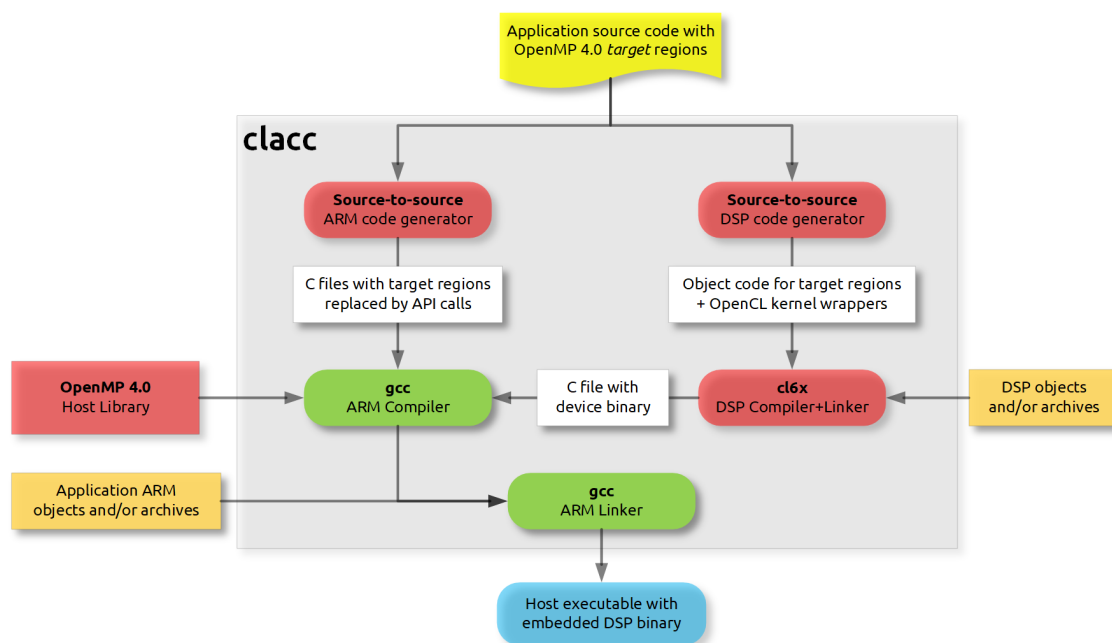 Application source code with
OpenMP 4.0 target regions
clacc
Source-to-source
ARM code generator
Source-to-source
DSP code generator
C files with target regions
replaced by API calls
Object code for target regions
+ OpenCL kernel wrappers
OpenMP 4.0
Host Library
gcc
ARM Compiler
C file with
device binary
cl6x
DSP Compiler+Linker
DSP objects
and/or archives
Application ARM
objects and/or archives
gcc
ARM Linker
Host executable with
embedded DSP binary